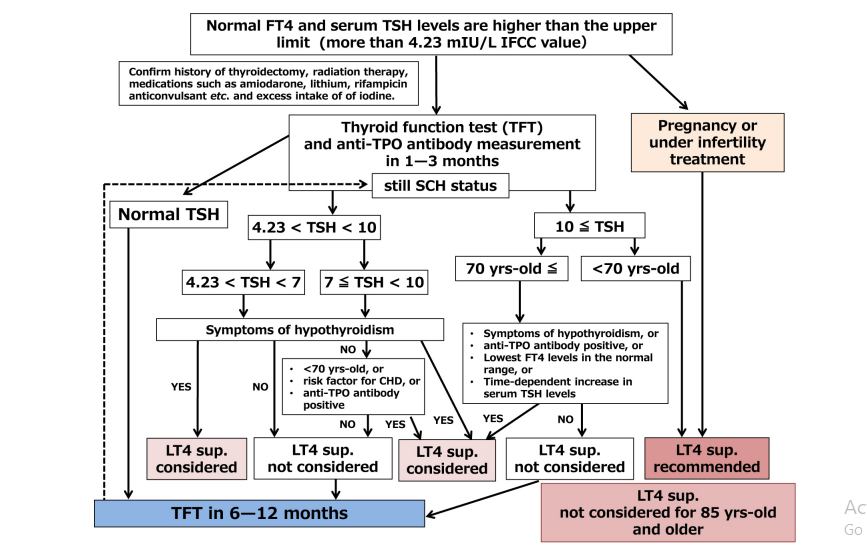 Normal FT4 and serum TSH levels are higher than the upper
limit (more than 4.23 mIU/L IFCC value)
Confirm history of thyroidectomy, radiation therapy,
medications such as amiodarone, lithium, rifampicin
anticonvulsant etc. and excess intake of of iodine.
Thyroid function test (TFT)
and anti-TPO antibody measurement
in 1—3 months
Pregnancy or
under infertility
treatment
still SCH status
Normal TSH
4.23 < TSH < 10
10 ≦ TSH
4.23 < TSH < 7
7 ≦ TSH < 10
70 yrs-old ≦
<70 yrs-old
Symptoms of hypothyroidism
• Symptoms of hypothyroidism, or
• anti-TPO antibody positive, or
• Lowest FT4 levels in the normal
range, or
• Time-dependent increase in
serum TSH levels
NO
• <70 yrs-old, or
• risk factor for CHD, or
• anti-TPO antibody
positive
YES
NO
NO
YES
YES
YES
NO
LT4 sup.
considered
LT4 sup.
not considered
LT4 sup.
considered
LT4 sup.
not considered
LT4 sup.
recommended
TFT in 6—12 months
LT4 sup.
not considered for 85 yrs-old
and older
Ac
Go